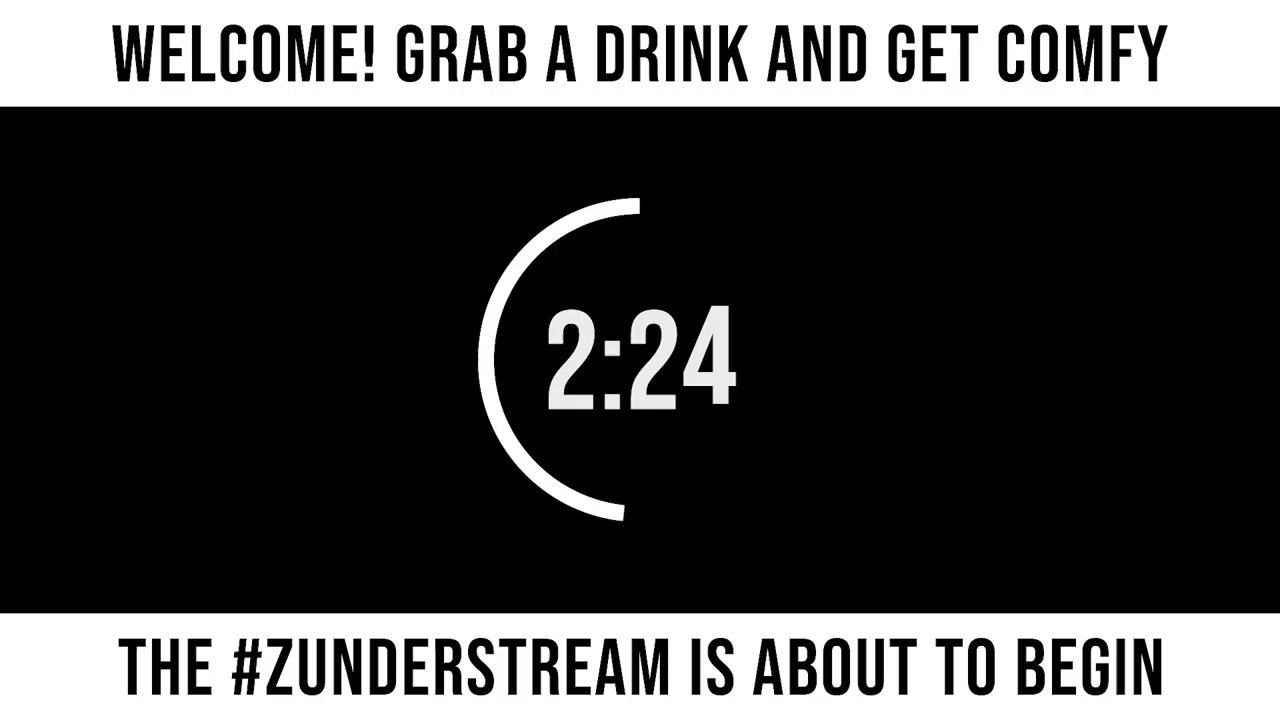 WELCOME! GRAB A DRINK AND GET COMFY
2:24
THE #ZUNDERSTREAM IS ABOUT TO BEGIN